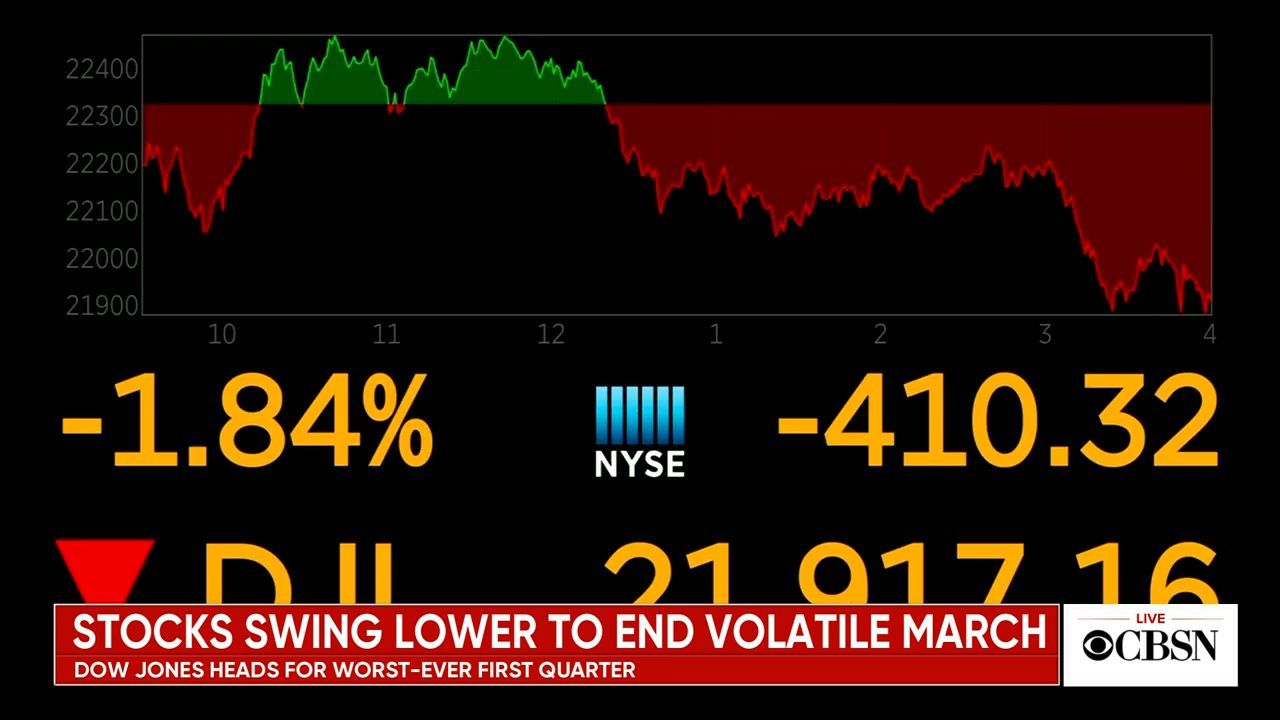 22400
22300
22200
22100
22000
21900
10 11 12 1 2 3 4
-1.84%
NYSE
-410.32
DJI 21,917.16
STOCKS SWING LOWER TO END VOLATILE MARCH
DOW JONES HEADS FOR WORST-EVER FIRST QUARTER
LIVE
CBSN